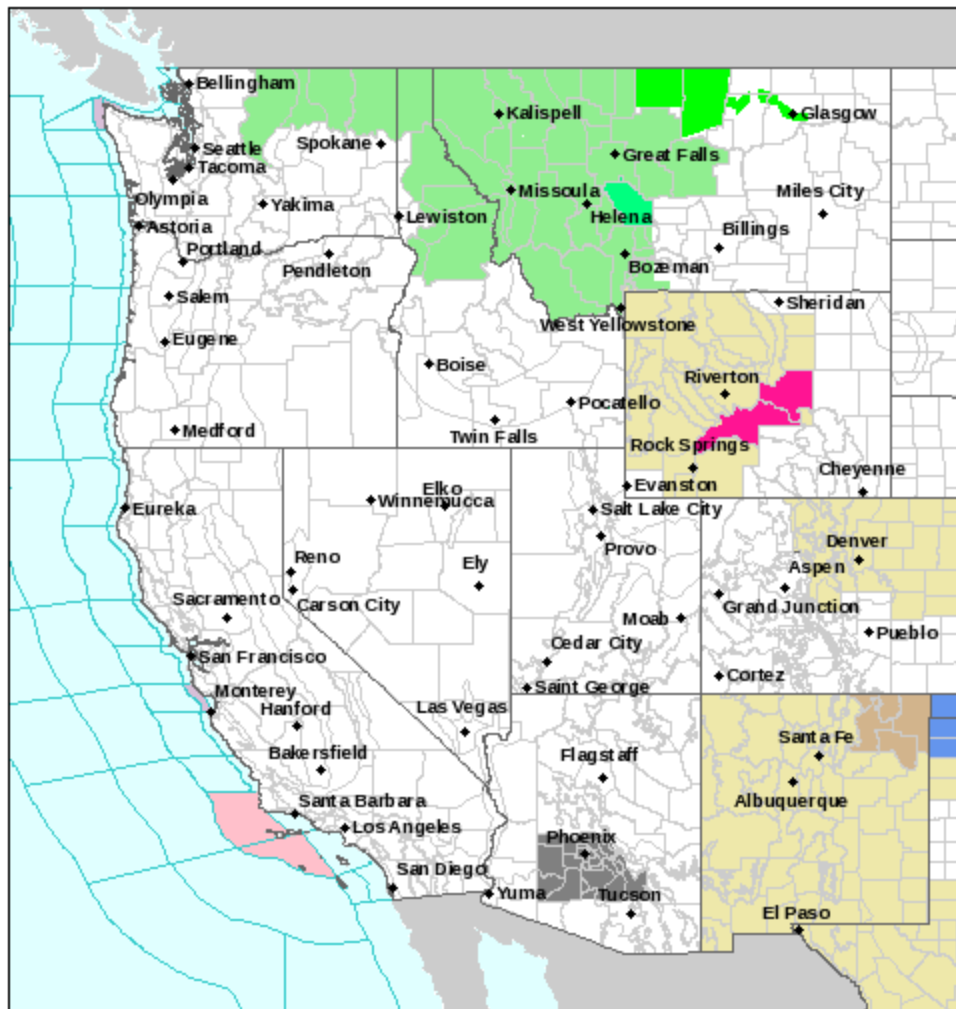 Bellingham
Kalispell
Glasgow
Seattle
Spokane
Great Falls
Tacoma
Missoula
Miles City
Olympia
Yakima
Lewiston
Helena
Astoria
Billings
Portland
Pendleton
Bozeman
Salem
Sheridan
West Yellowstone
Eugene
Boise
Riverton
Pocatello
Medford
Twin Falls
Rock Springs
Cheyenne
Elko
Evanston
Winnemucca
Eureka
Salt Lake City
Denver
Provo
Reno
Ely
Aspen
Sacramento
Carson City
Grand Junction
Moab
Pueblo
Cedar City
San Francisco
Cortez
Saint George
Monterey
Hanford
Las Vegas
Santa Fe
Bakersfield
Flagstaff
Albuquerque
Santa Barbara
Los Angeles
Phoenix
San Diego
Yuma
Tucson
El Paso